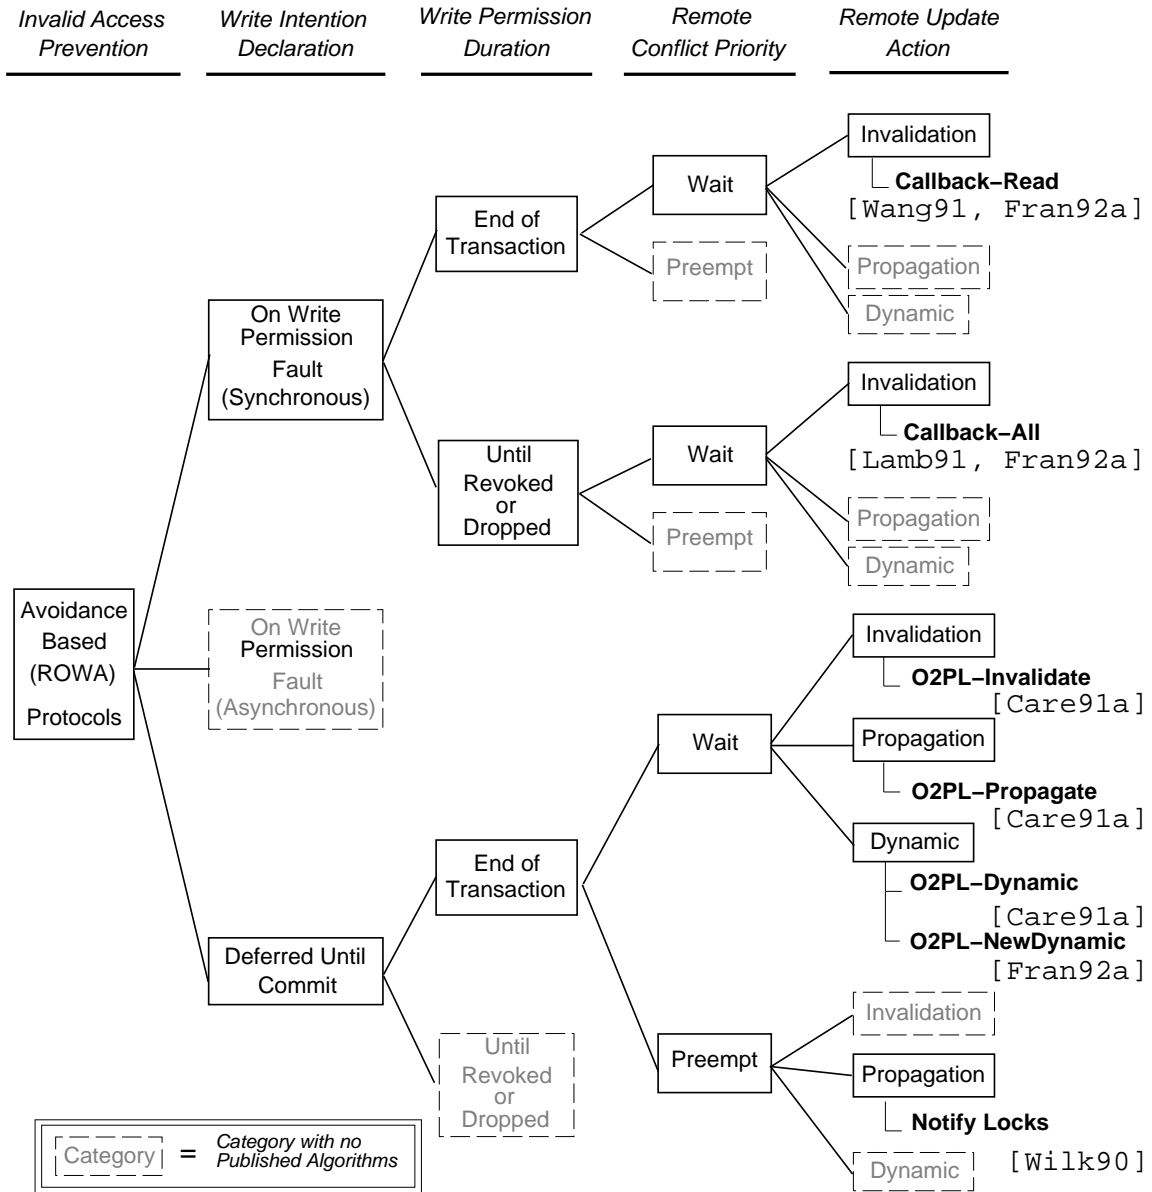 Invalid Access
Prevention
Write Intention
Declaration
Write Permission
Duration
Remote
Conflict Priority
Remote Update
Action
Avoidance
Based
(ROWA)
Protocols
On Write
Permission
Fault
(Synchronous)
On Write
Permission
Fault
(Asynchronous)
Deferred Until
Commit
End of
Transaction
Until
Revoked
or
Dropped
End of
Transaction
Until
Revoked
or
Dropped
Wait
Preempt
Wait
Preempt
Wait
Preempt
Invalidation
Callback–Read
[Wang91, Fran92a]
Propagation
Dynamic
Invalidation
Callback–All
[Lamb91, Fran92a]
Propagation
Dynamic
Invalidation
O2PL–Invalidate
[Care91a]
Propagation
O2PL–Propagate
[Care91a]
Dynamic
O2PL–Dynamic
[Care91a]
O2PL–NewDynamic
[Fran92a]
Invalidation
Propagation
Notify Locks
[Wilk90]
Dynamic
Category = Category with no
Published Algorithms